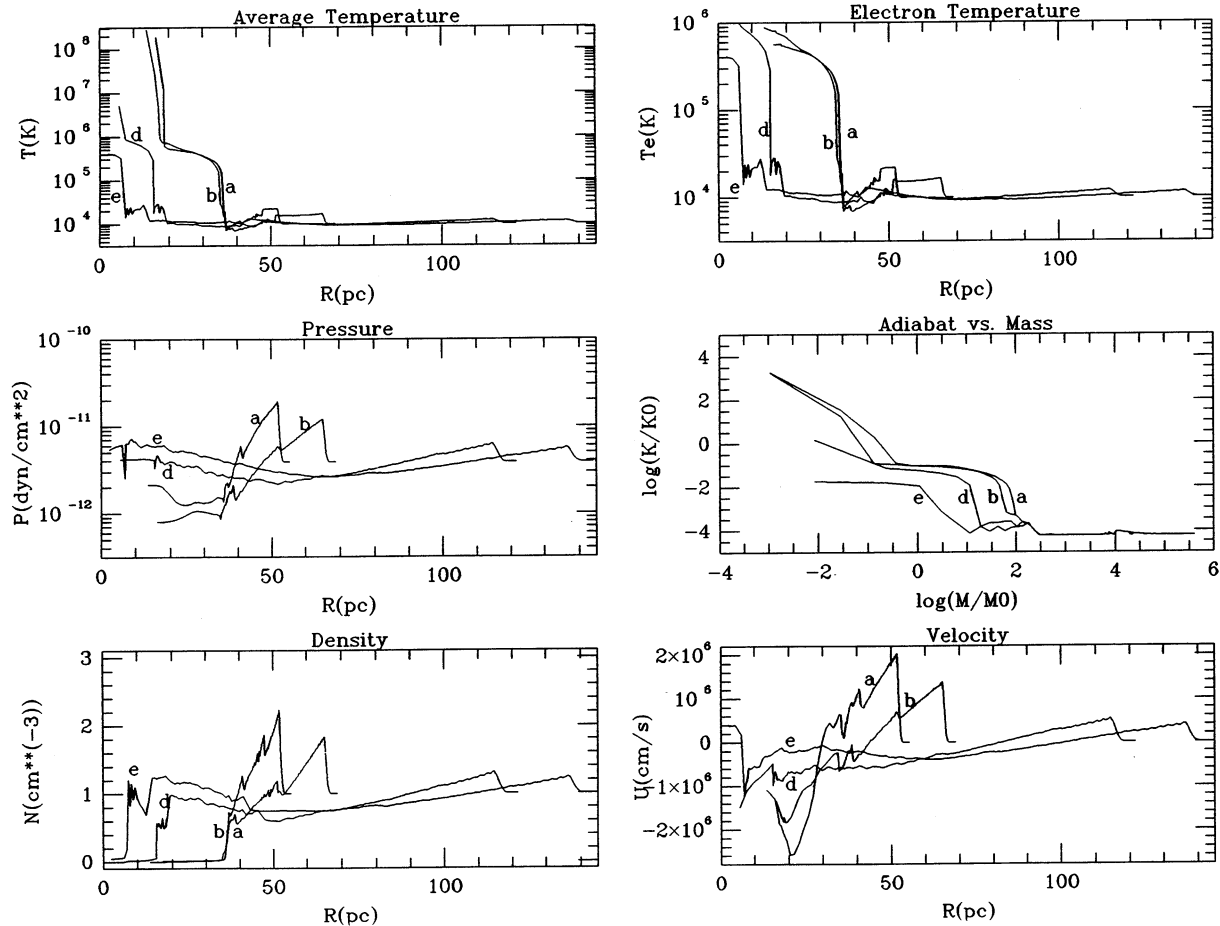 Average Temperature
10 8
10 7
10 6
10 5
10 4
T(K)
d
e
b
a
0
50
100
R(pc)
Electron Temperature
10 6
10 5
10 4
Te(K)
d
e
b
a
0
50
100
R(pc)
Pressure
10 -10
10 -11
10 -12
P(dyn/cm**2)
e
d
a
b
0
50
100
R(pc)
Adiabat vs. Mass
4
2
0
-2
-4
log(K/K0)
e
d
b
a
-4
-2
0
2
4
6
log(M/M0)
Density
3
2
1
0
N(cm**(-3))
e
d
b
a
0
50
100
R(pc)
Velocity
2×10 6
10 6
0
-1×10 6
-2×10 6
U(cm/s)
e
d
a
b
0
50
100
R(pc)